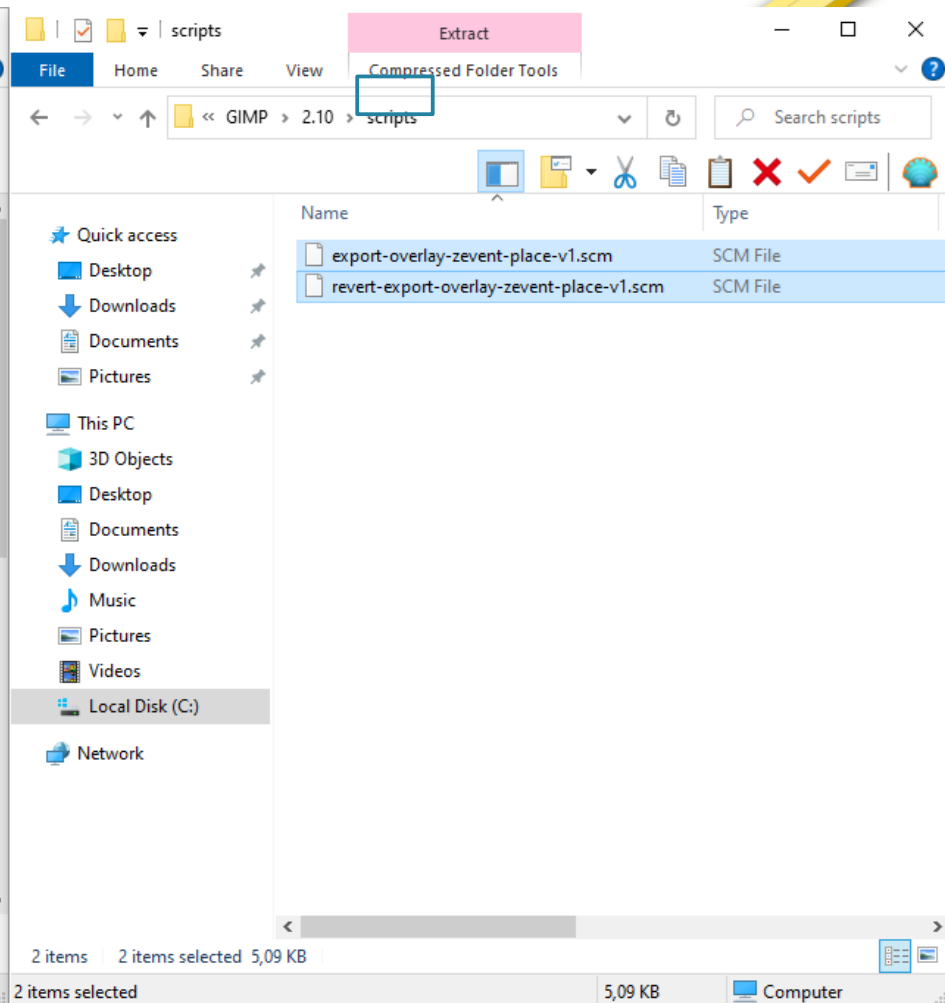 scripts
Extract
File Home Share View Compressed Folder Tools
« GIMP › 2.10 › scripts
Search scripts
Name Type
Quick access
Desktop
Downloads
Documents
Pictures
This PC
3D Objects
Desktop
Documents
Downloads
Music
Pictures
Videos
Local Disk (C:)
Network
export-overlay-zevent-place-v1.scm SCM File
revert-export-overlay-zevent-place-v1.scm SCM File
2 items 2 items selected 5,09 KB
2 items selected 5,09 KB Computer